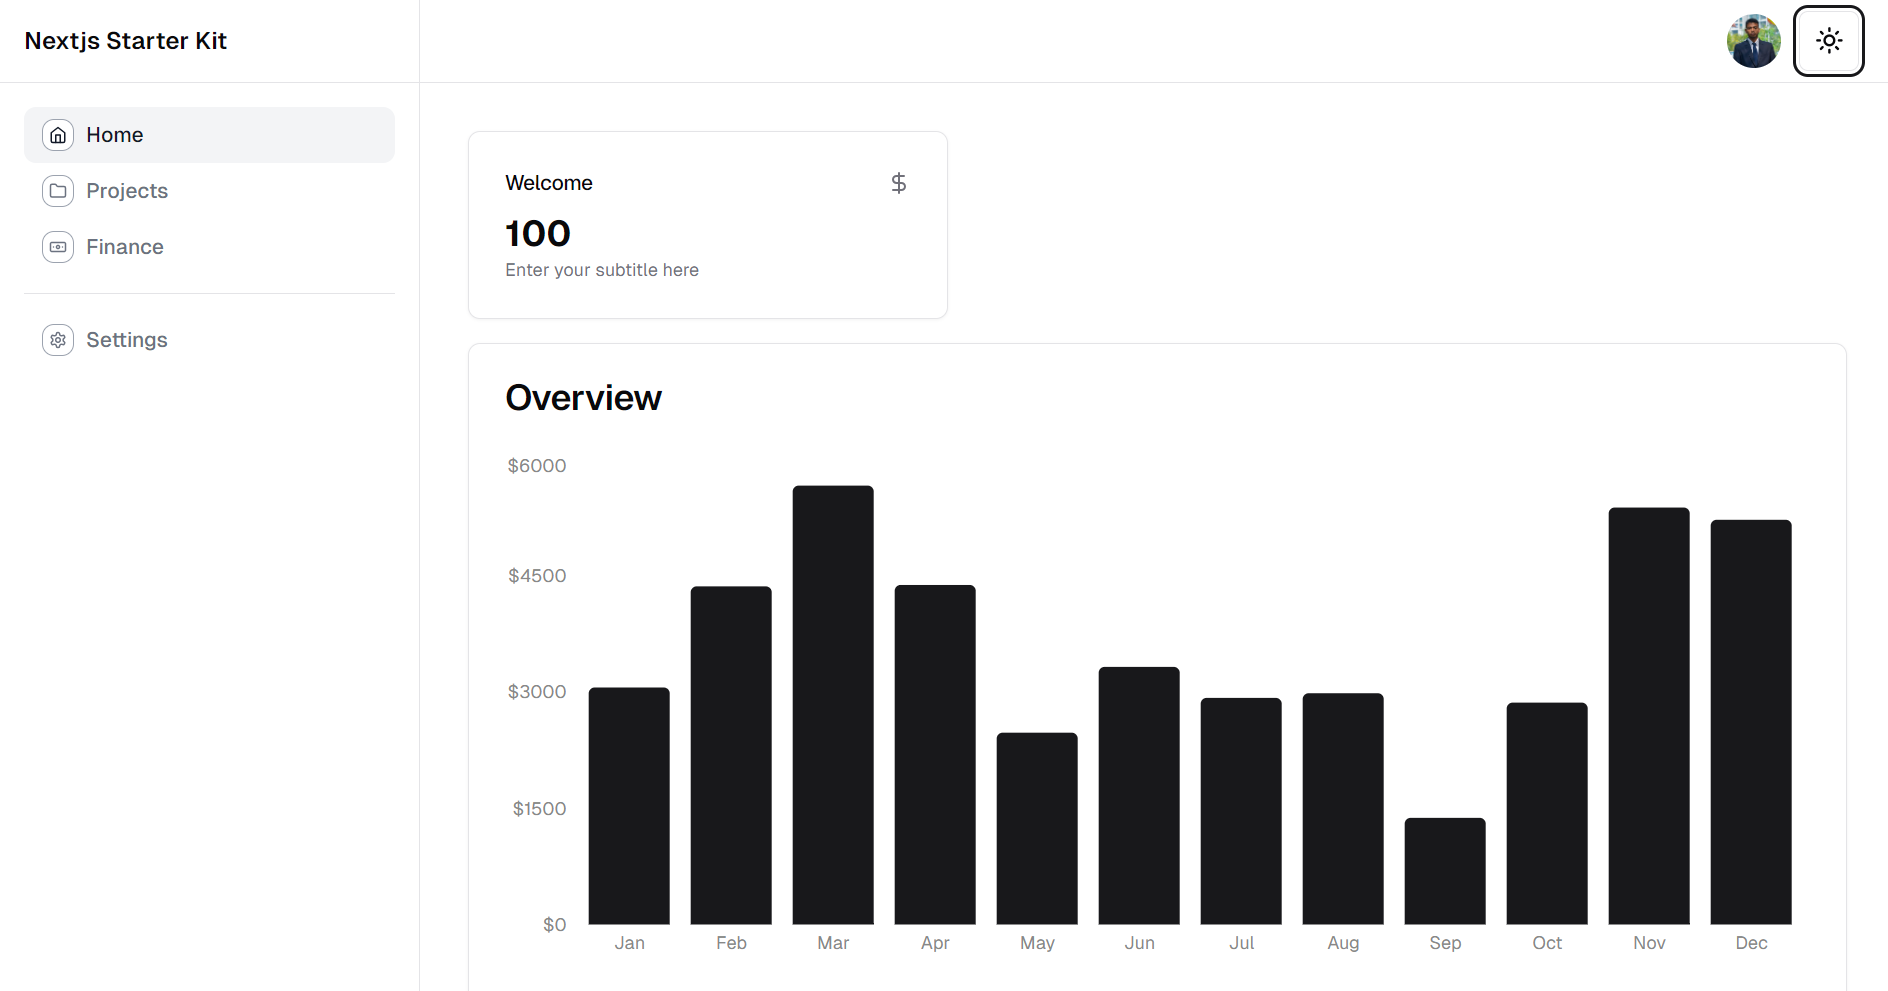 Nextjs Starter Kit
Home
Projects
Finance
Settings
Welcome
$
100
Enter your subtitle here
Overview
$6000
$4500
$3000
$1500
$0
Jan Feb Mar Apr May Jun Jul Aug Sep Oct Nov Dec